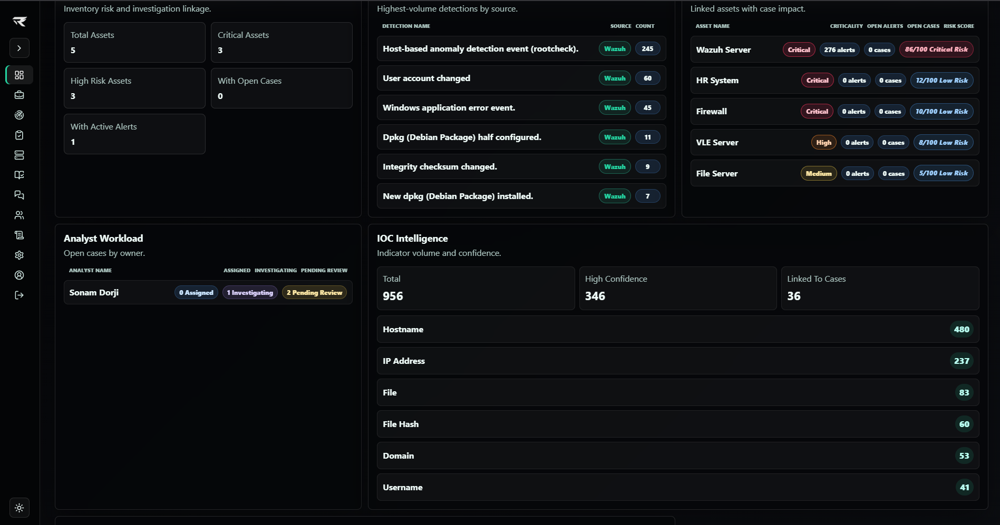 Inventory risk and investigation linkage.
Total Assets
5
Critical Assets
3
High Risk Assets
3
With Open Cases
0
With Active Alerts
1
Highest-volume detections by source.
DETECTION NAME SOURCE COUNT
Host-based anomaly detection event (rootcheck). Wazuh 245
User account changed Wazuh 60
Windows application error event. Wazuh 45
Dpkg (Debian Package) half configured. Wazuh 11
Integrity checksum changed. Wazuh 9
New dpkg (Debian Package) installed. Wazuh 7
Linked assets with case impact.
ASSET NAME CRITICALITY OPEN ALERTS OPEN CASES RISK SCORE
Wazuh Server Critical 276 alerts 0 cases 86/100 Critical Risk
HR System Critical 0 alerts 0 cases 12/100 Low Risk
Firewall Critical 0 alerts 0 cases 10/100 Low Risk
VLE Server High 0 alerts 0 cases 8/100 Low Risk
File Server Medium 0 alerts 0 cases 5/100 Low Risk
Analyst Workload
Open cases by owner.
ANALYST NAME ASSIGNED INVESTIGATING PENDING REVIEW
Sonam Dorji 0 Assigned 1 Investigating 2 Pending Review
IOC Intelligence
Indicator volume and confidence.
Total
956
High Confidence
346
Linked To Cases
36
Hostname 480
IP Address 237
File 83
File Hash 60
Domain 53
Username 41